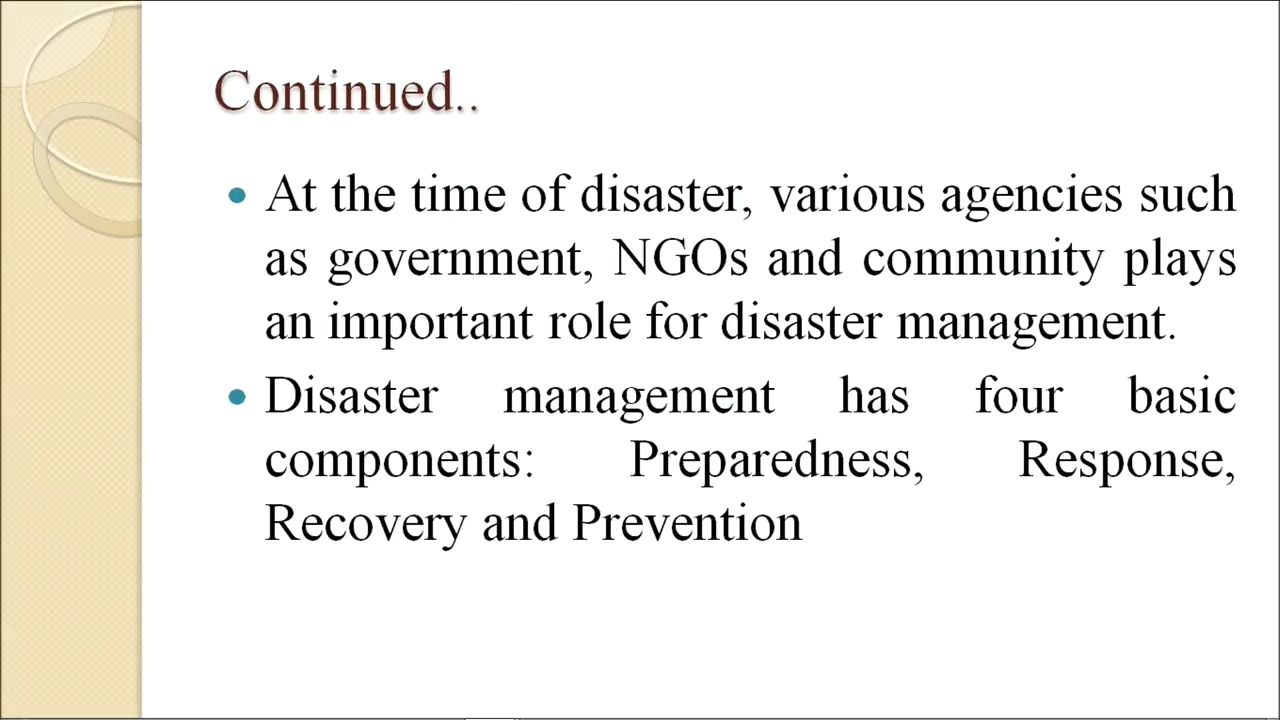 Continued..
At the time of disaster, various agencies such
as government, NGOs and community plays
an important role for disaster management.
Disaster management has four basic
components: Preparedness, Response,
Recovery and Prevention